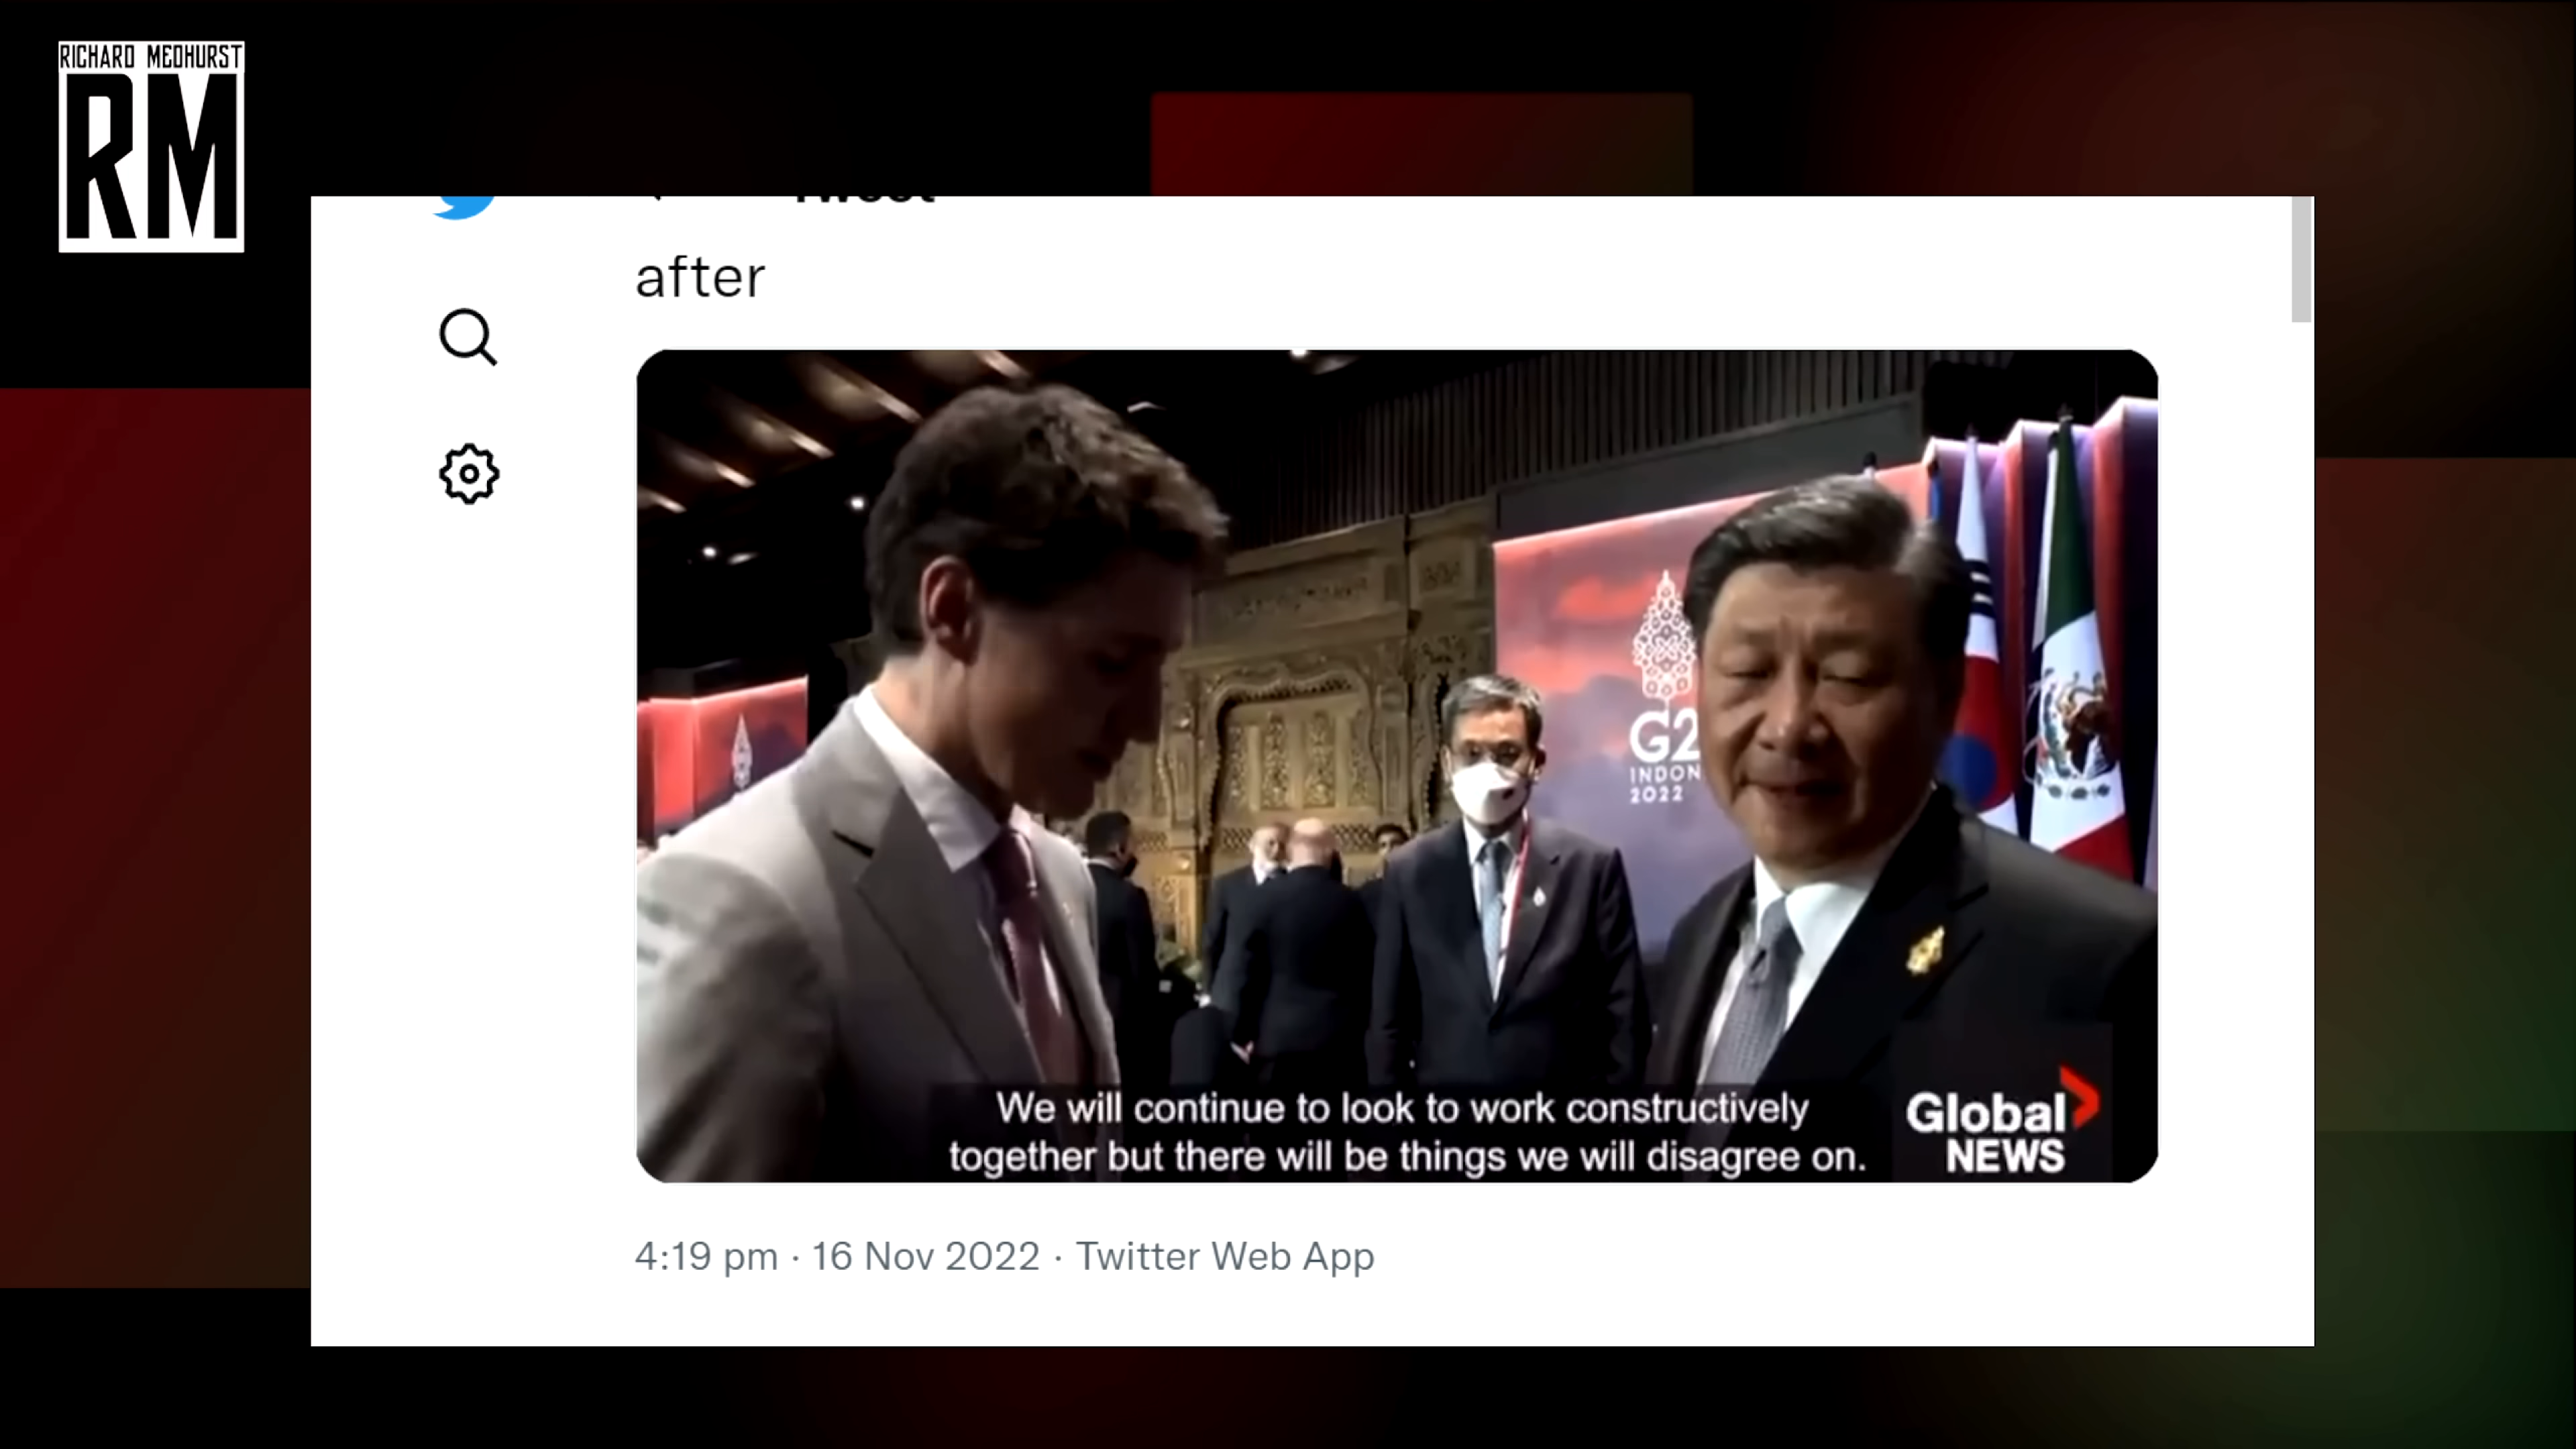 RICHARD MEDHURST
RM
Tweet
after
G2
INDON
2022
We will continue to look to work constructively
together but there will be things we will disagree on.
Global
NEWS
4:19 pm · 16 Nov 2022 · Twitter Web App